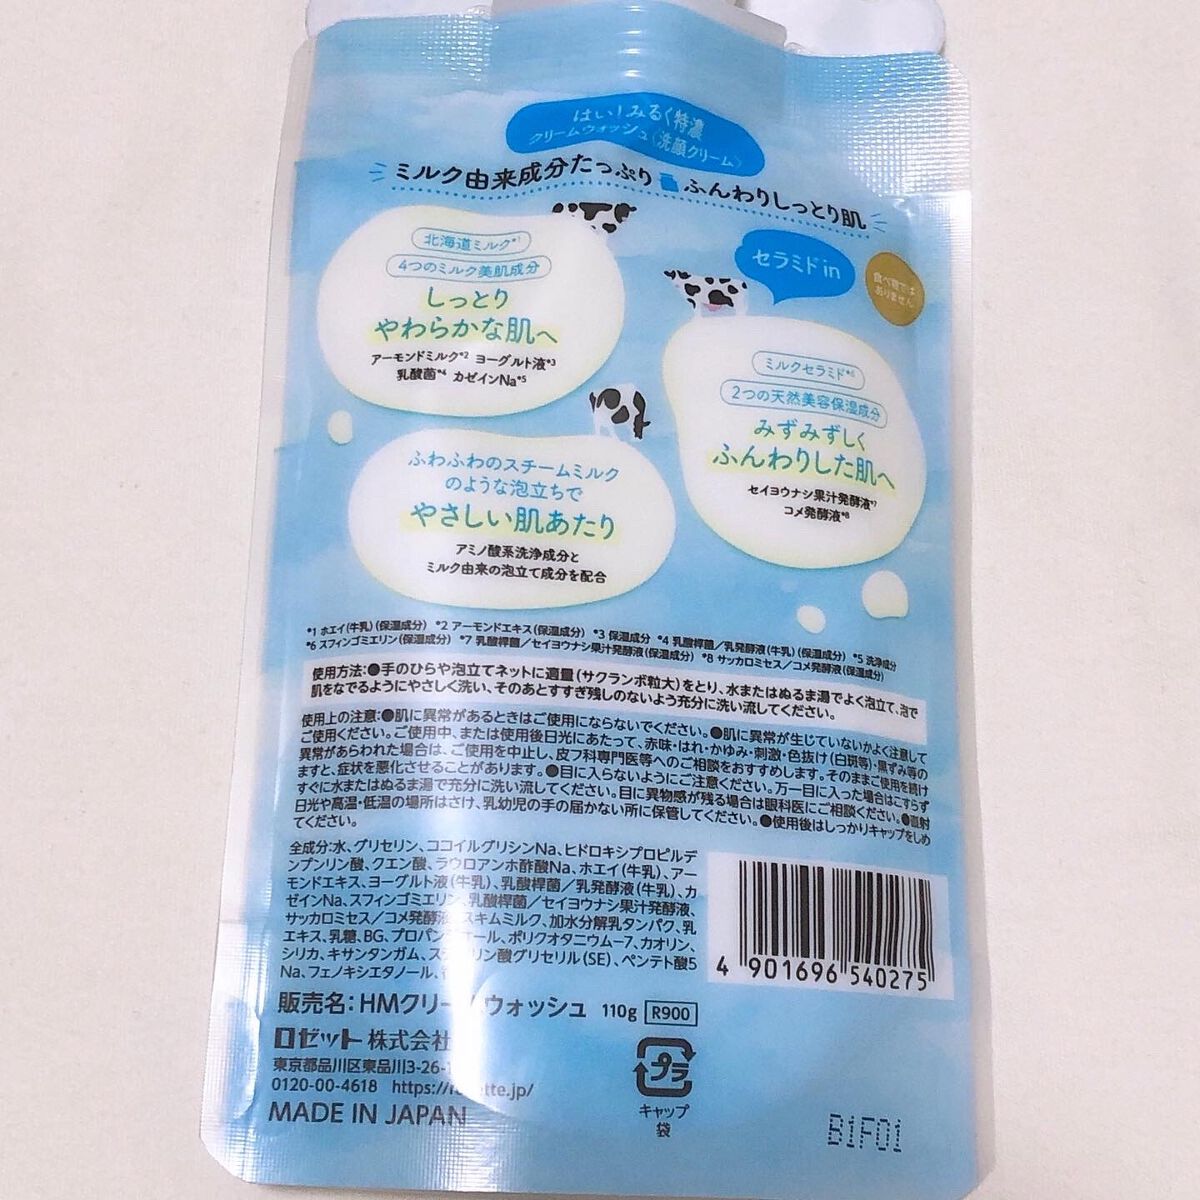 はい!みるく特濃
クリームウォッシュ〈洗顔クリーム〉
ミルク由来成分たっぷり ふんわりしっとり肌
北海道ミルク*1
4つのミルク美肌成分
しっとり
やわらかな肌へ
アーモンドミルク*2 ヨーグルト液*3
乳酸菌*4 カゼインNa*5
セラミドin
食べ物では
ありません
ミルクセラミド*6
2つの天然美容保湿成分
みずみずしく
ふんわりした肌へ
セイヨウナシ果汁発酵液*7
コメ発酵液*8
ふわふわのスチームミルク
のような泡立ちで
やさしい肌あたり
アミノ酸系洗浄成分と
ミルク由来の泡立て成分を配合
*1 ホエイ(牛乳)(保湿成分) *2 アーモンドエキス(保湿成分) *3 保湿成分 *4 乳酸桿菌/乳発酵液(牛乳)(保湿成分) *5 洗浄成分
*6 スフィンゴミエリン(保湿成分) *7 乳酸桿菌/セイヨウナシ果汁発酵液(保湿成分) *8 サッカロミセス/コメ発酵液(保湿成分)
使用方法:●手のひらや泡立てネットに適量(サクランボ粒大)をとり、水またはぬるま湯でよく泡立て、泡で
肌をなでるようにやさしく洗い、そのあとすすぎ残しのないよう充分に洗い流してください。
使用上の注意:●肌に異常があるときはご使用にならないでください。●肌に異常が生じていないかよく注意して
ご使用ください。ご使用中、または使用後日光にあたって、赤味・はれ・かゆみ・刺激・色抜け(白斑等)・黒ずみ等の
異常があらわれた場合は、ご使用を中止し、皮フ科専門医等へのご相談をおすすめします。そのままご使用を続け
ますと、症状を悪化させることがあります。●目に入らないようにご注意ください。万一目に入った場合はこすらず
すぐに水またはぬるま湯で充分に洗い流してください。目に異物感が残る場合は眼科医にご相談ください。●直射
日光や高温・低温の場所はさけ、乳幼児の手の届かない所に保管してください。●使用後はしっかりキャップをしめ
てください。
全成分:水、グリセリン、ココイルグリシンNa、ヒドロキシプロピルデ
ンプンリン酸、クエン酸、ラウロアンホ酢酸Na、ホエイ(牛乳)、アー
モンドエキス、ヨーグルト液(牛乳)、乳酸桿菌/乳発酵液(牛乳)、カ
ゼインNa、スフィンゴミエリン、乳酸桿菌/セイヨウナシ果汁発酵液、
サッカロミセス/コメ発酵液、スキムミルク、加水分解乳タンパク、乳
エキス、乳糖、BG、プロパンジオール、ポリクオタニウム-7、カオリン、
シリカ、キサンタンガム、ステアリン酸グリセリル(SE)、ペンテト酸5
Na、フェノキシエタノール、
4 901696 540275
販売名:HMクリームウォッシュ 110g R900
ロゼット株式会社
東京都品川区東品川3-26-
0120-00-4618 https://rosette.jp/
MADE IN JAPAN
プラ
キャップ
袋
B1F01